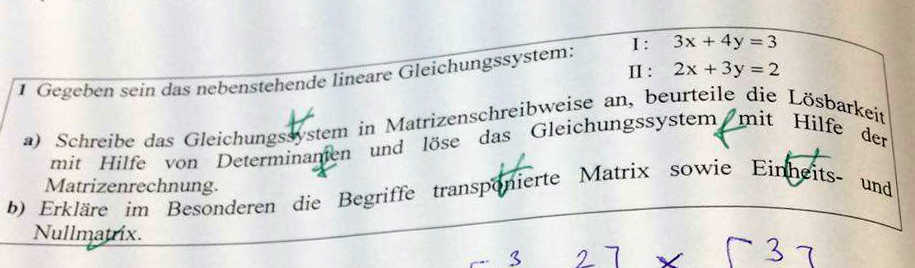 1 Gegeben sein das nebenstehende lineare Gleichungssystem:
I: 3x + 4y = 3
II: 2x + 3y = 2
a) Schreibe das Gleichungssystem in Matrizenschreibweise an, beurteile die Lösbarkeit
mit Hilfe von Determinanten und löse das Gleichungssystem mit Hilfe der
Matrizenrechnung.
b) Erkläre im Besonderen die Begriffe transponierte Matrix sowie Einheits- und
Nullmatrix.
3 2 x 3